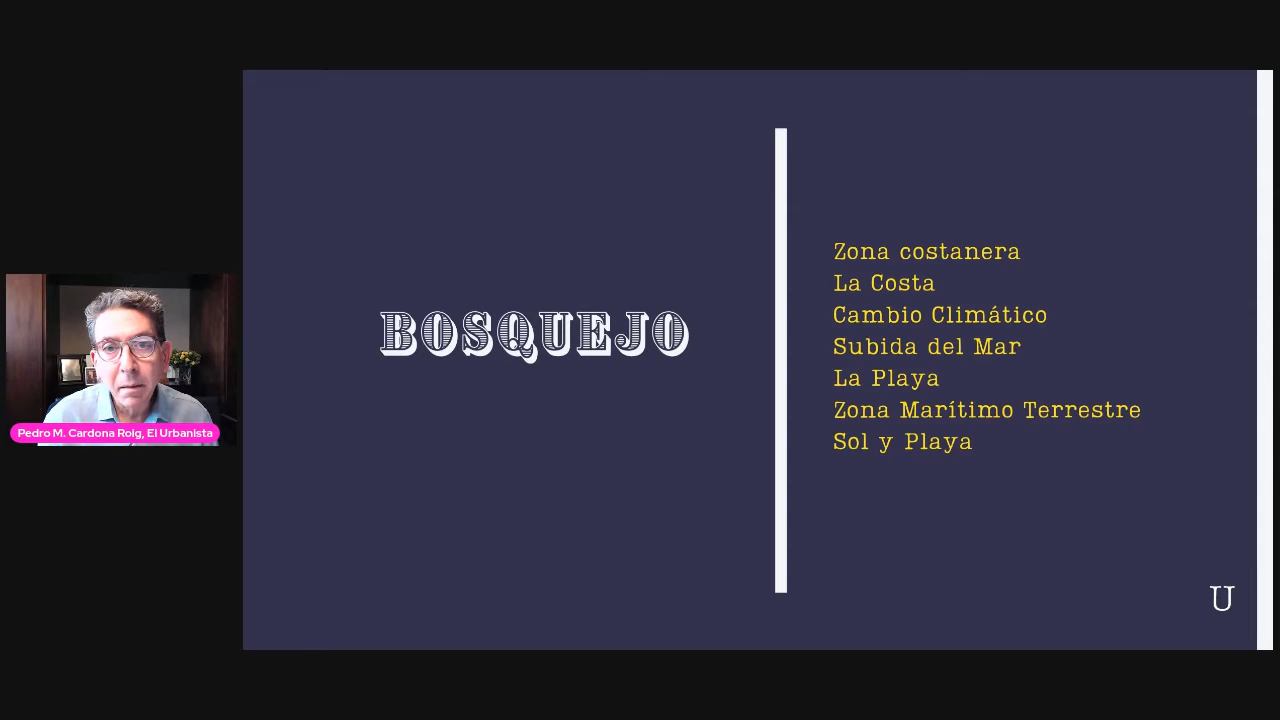 BOSQUEJO
Zona costanera
La Costa
Cambio Climático
Subida del Mar
La Playa
Zona Marítimo Terrestre
Sol y Playa
Pedro M. Cardona Roig, El Urbanista
U